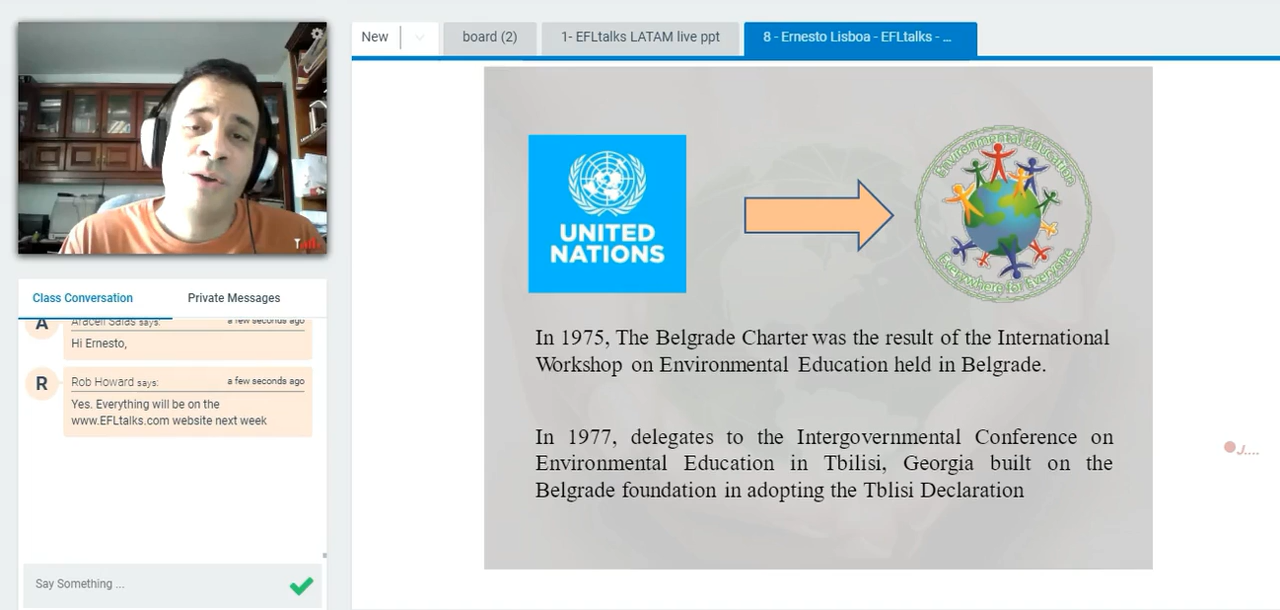 New
board (2)
1- EFLtalks LATAM live ppt
8 - Ernesto Lisboa - EFLtalks - ...
UNITED
NATIONS
Environmental Education
Everywhere for Everyone
In 1975, The Belgrade Charter was the result of the International
Workshop on Environmental Education held in Belgrade.
In 1977, delegates to the Intergovernmental Conference on
Environmental Education in Tbilisi, Georgia built on the
Belgrade foundation in adopting the Tblisi Declaration
J....
Class Conversation
Private Messages
A
Araceli Salas says:
a few seconds ago
Hi Ernesto,
R
Rob Howard says:
a few seconds ago
Yes. Everything will be on the
www.EFLtalks.com website next week
Say Something ...